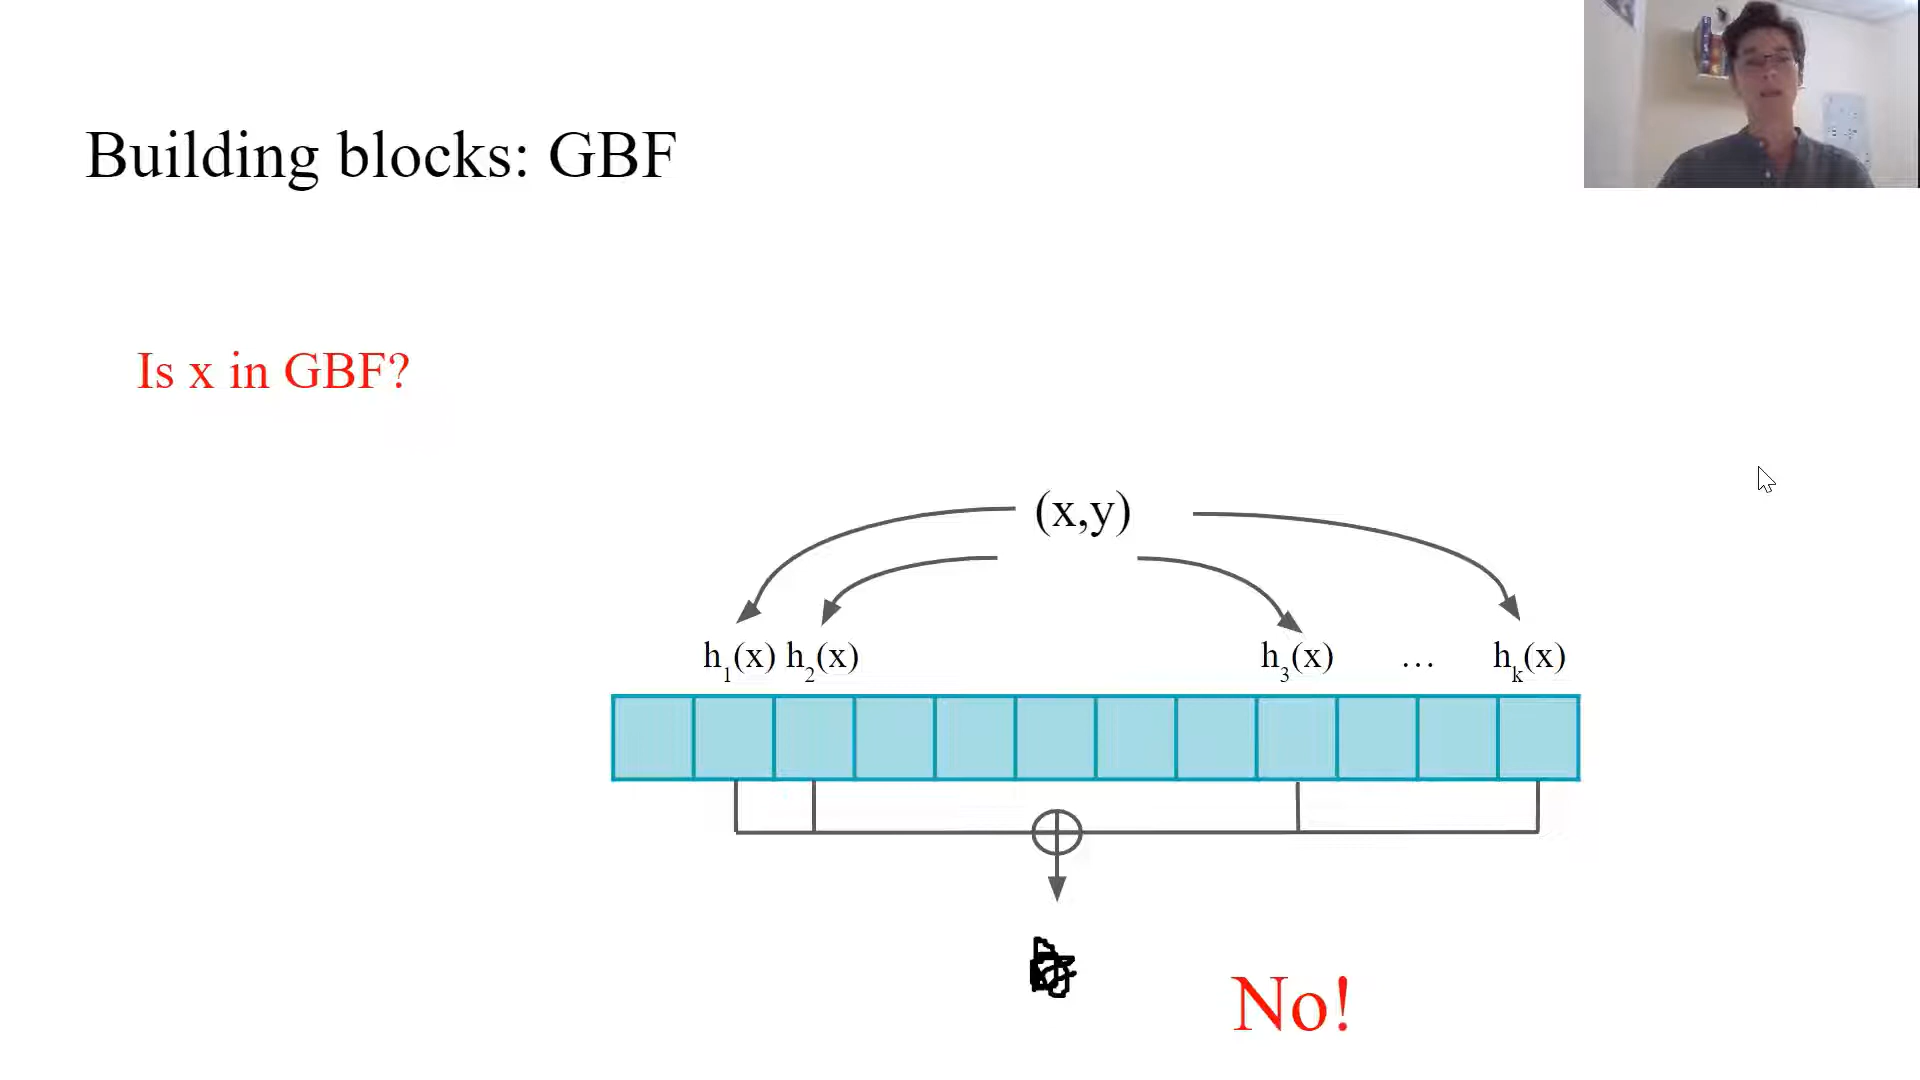 Building blocks: GBF
Is x in GBF?
(x,y)
h₁(x) h₂(x) h₃(x) … hₖ(x)
No!